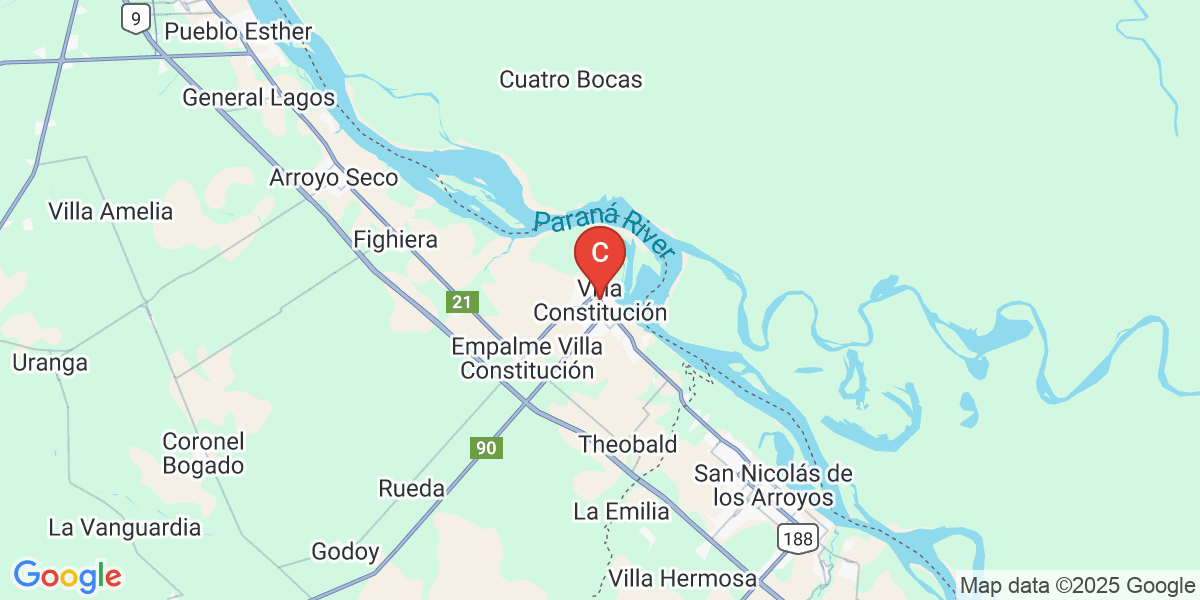 9
Pueblo Esther
Cuatro Bocas
General Lagos
Arroyo Seco
Villa Amelia
Paraná River
Fighiera
C
Villa
Constitución
21
Empalme Villa
Constitución
Uranga
Coronel
Bogado
90
Theobald
San Nicolás de
los Arroyos
Rueda
La Emilia
La Vanguardia
188
Godoy
Villa Hermosa
Google
Map data ©2025 Google